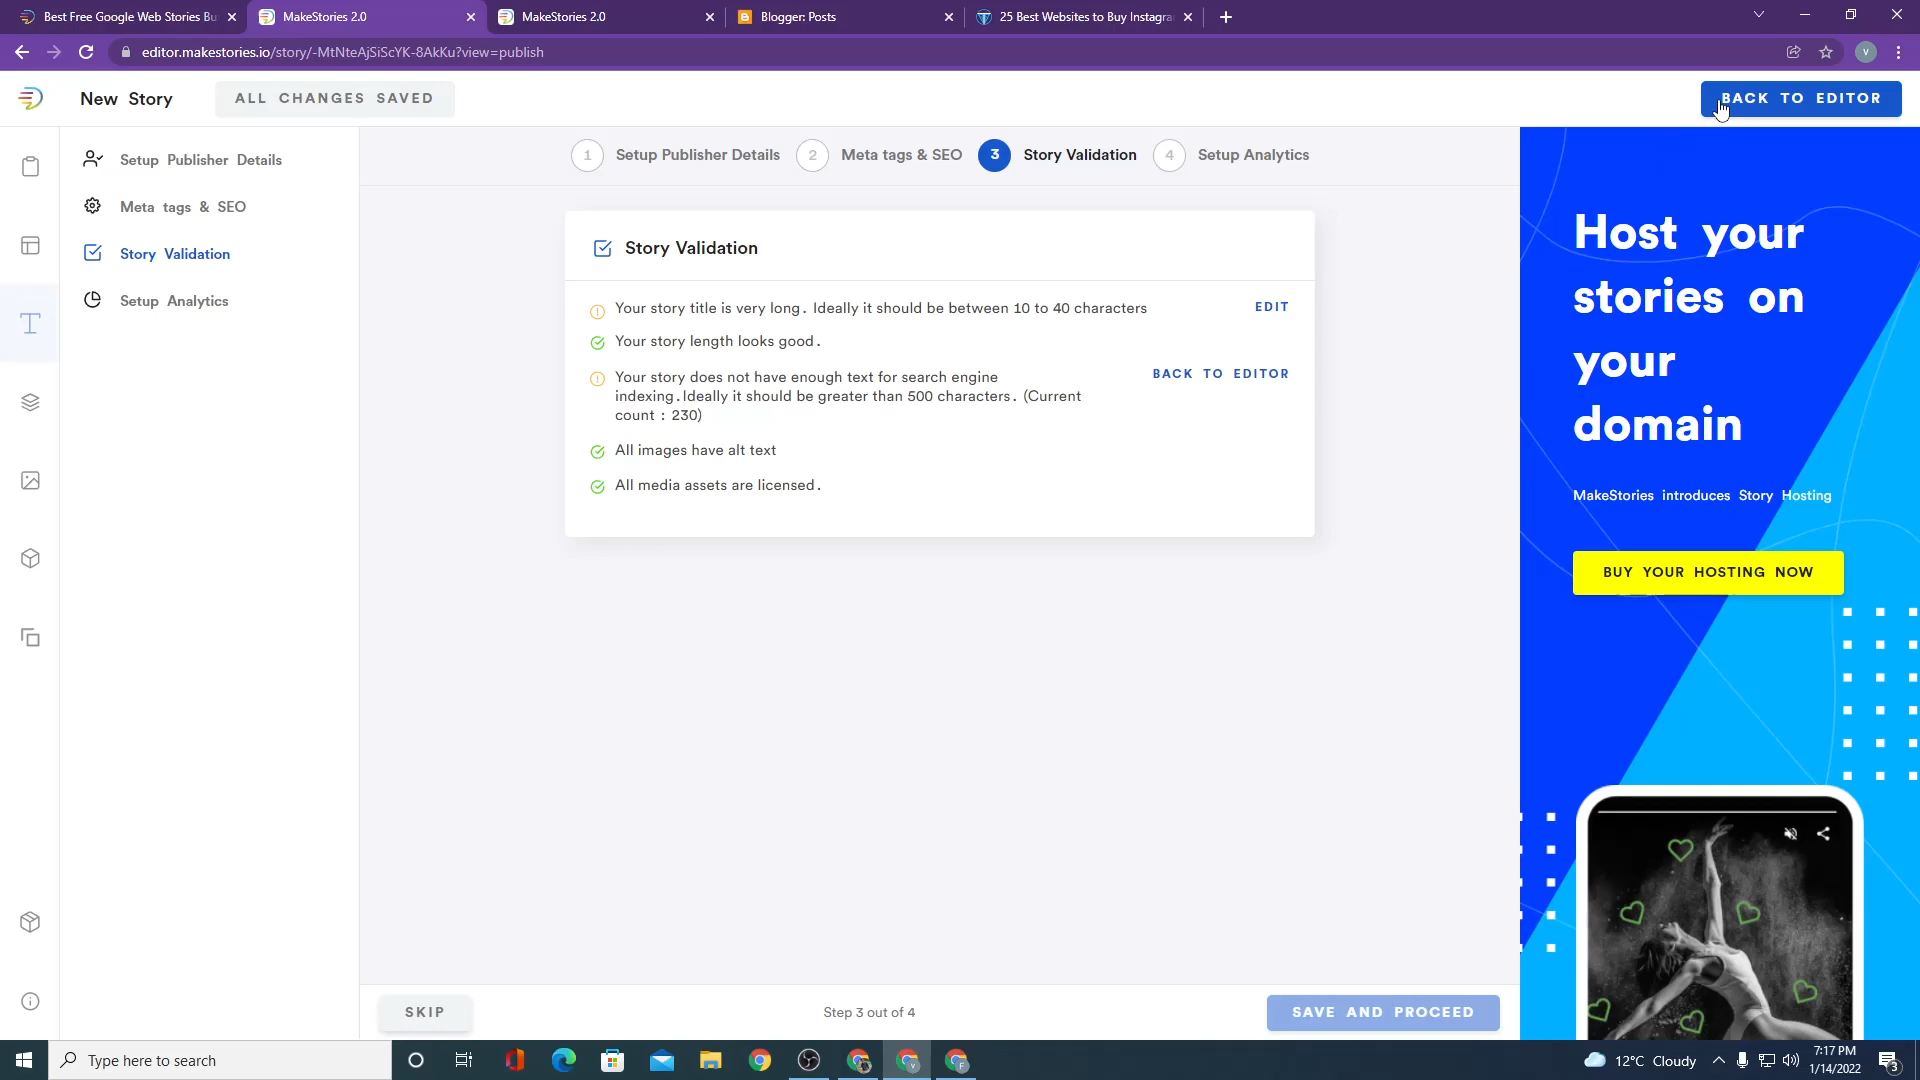 Best Free Google Web Stories Bu
MakeStories 2.0
MakeStories 2.0
Blogger: Posts
25 Best Websites to Buy Instagra
editor.makestories.io/story/-MtNteAjSiScYK-8AkKu?view=publish
V
New Story
ALL CHANGES SAVED
BACK TO EDITOR
Setup Publisher Details
Meta tags & SEO
Story Validation
Setup Analytics
1 Setup Publisher Details
2 Meta tags & SEO
3 Story Validation
4 Setup Analytics
Story Validation
Your story title is very long. Ideally it should be between 10 to 40 characters
EDIT
Your story length looks good.
Your story does not have enough text for search engine
indexing.Ideally it should be greater than 500 characters. (Current
count : 230)
BACK TO EDITOR
All images have alt text
All media assets are licensed.
SKIP
Step 3 out of 4
SAVE AND PROCEED
Host your
stories on
your
domain
MakeStories introduces Story Hosting
BUY YOUR HOSTING NOW
Type here to search
V
F
12°C Cloudy
7:17 PM
1/14/2022
3